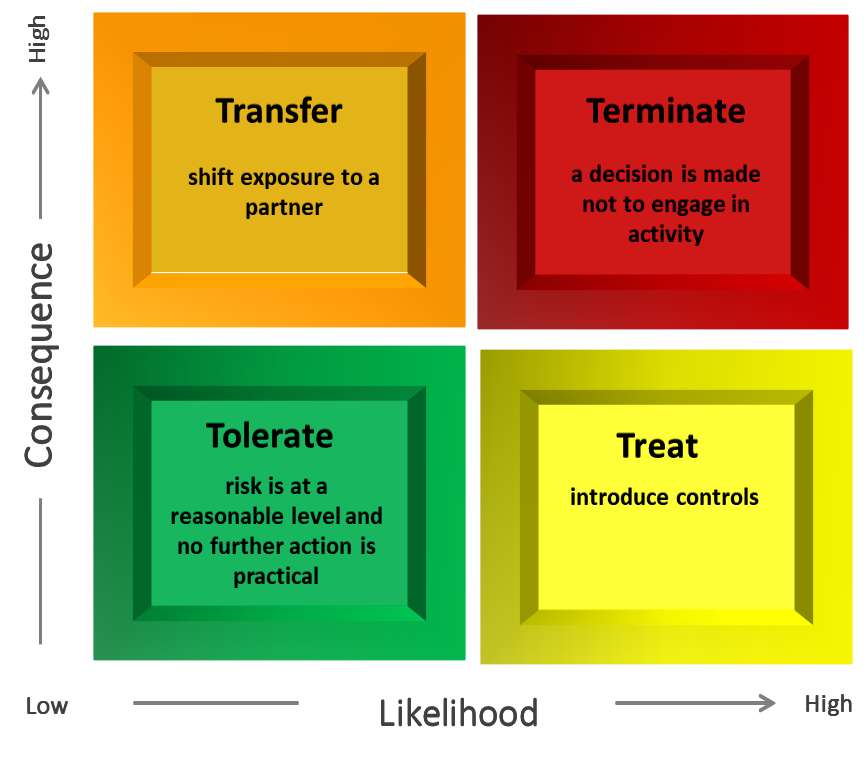 High
Transfer
shift exposure to a
partner
Terminate
a decision is made
not to engage in
activity
Consequence
Tolerate
risk is at a
reasonable level and
no further action is
practical
Treat
introduce controls
Low
Likelihood
High